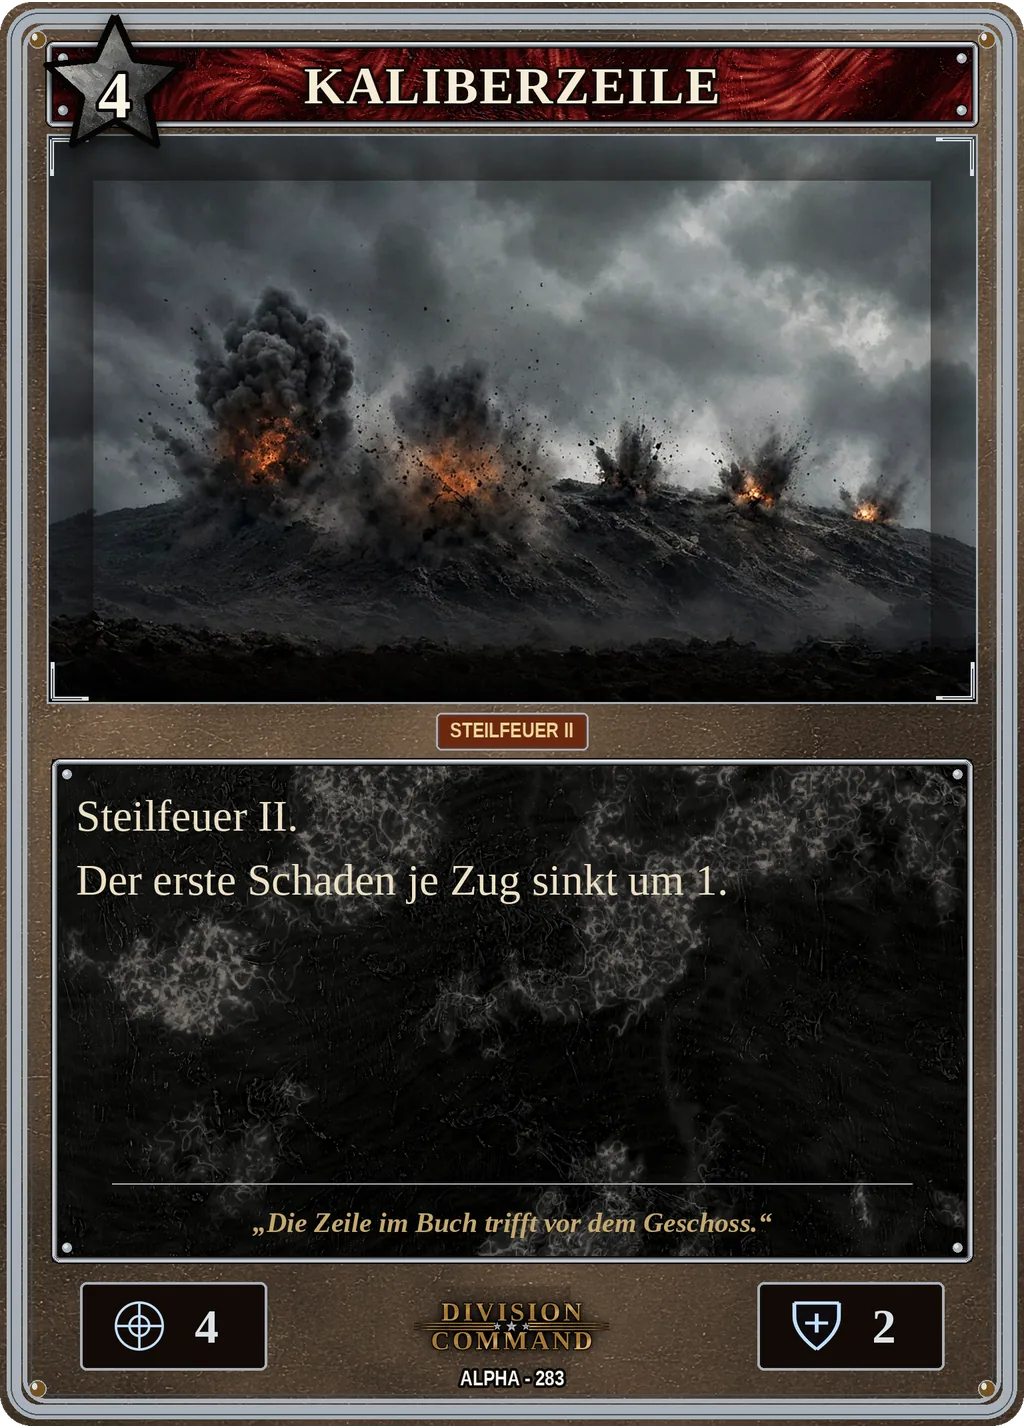 4
KALIBERZEILE
STEILFEUER II
Steilfeuer II.
Der erste Schaden je Zug sinkt um 1.
„Die Zeile im Buch trifft vor dem Geschoss.“
4
DIVISION
COMMAND
2
ALPHA - 283